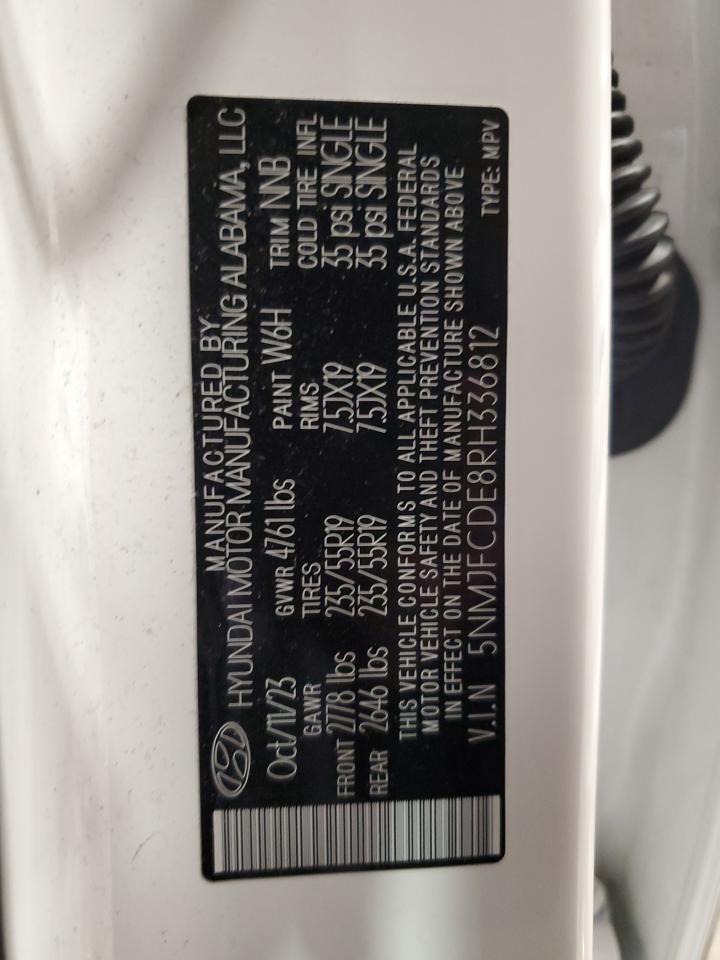 MANUFACTURED BY
HYUNDAI MOTOR MANUFACTURING ALABAMA, LLC
Oct/11/23 GVWR 4761 lbs PAINT W6H TRIM NNB
GAWR TIRES RIMS COLD TIRE INFL
FRONT 2778 lbs 235/55R19 7.5JX19 35 psi SINGLE
REAR 2646 lbs 235/55R19 7.5JX19 35 psi SINGLE
THIS VEHICLE CONFORMS TO ALL APPLICABLE U.S.A. FEDERAL
MOTOR VEHICLE SAFETY AND THEFT PREVENTION STANDARDS
IN EFFECT ON THE DATE OF MANUFACTURE SHOWN ABOVE
V.I.N 5NMJFCDE8RH336812 TYPE: MPV